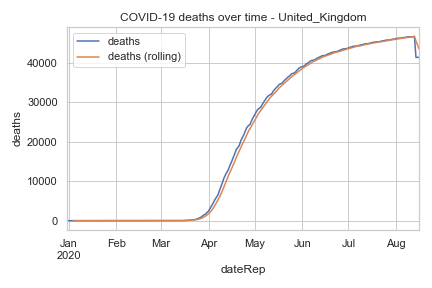 COVID-19 deaths over time - United_Kingdom
deaths
deaths (rolling)
40000
30000
20000
10000
0
deaths
Jan Feb Mar Apr May Jun Jul Aug
2020
dateRep